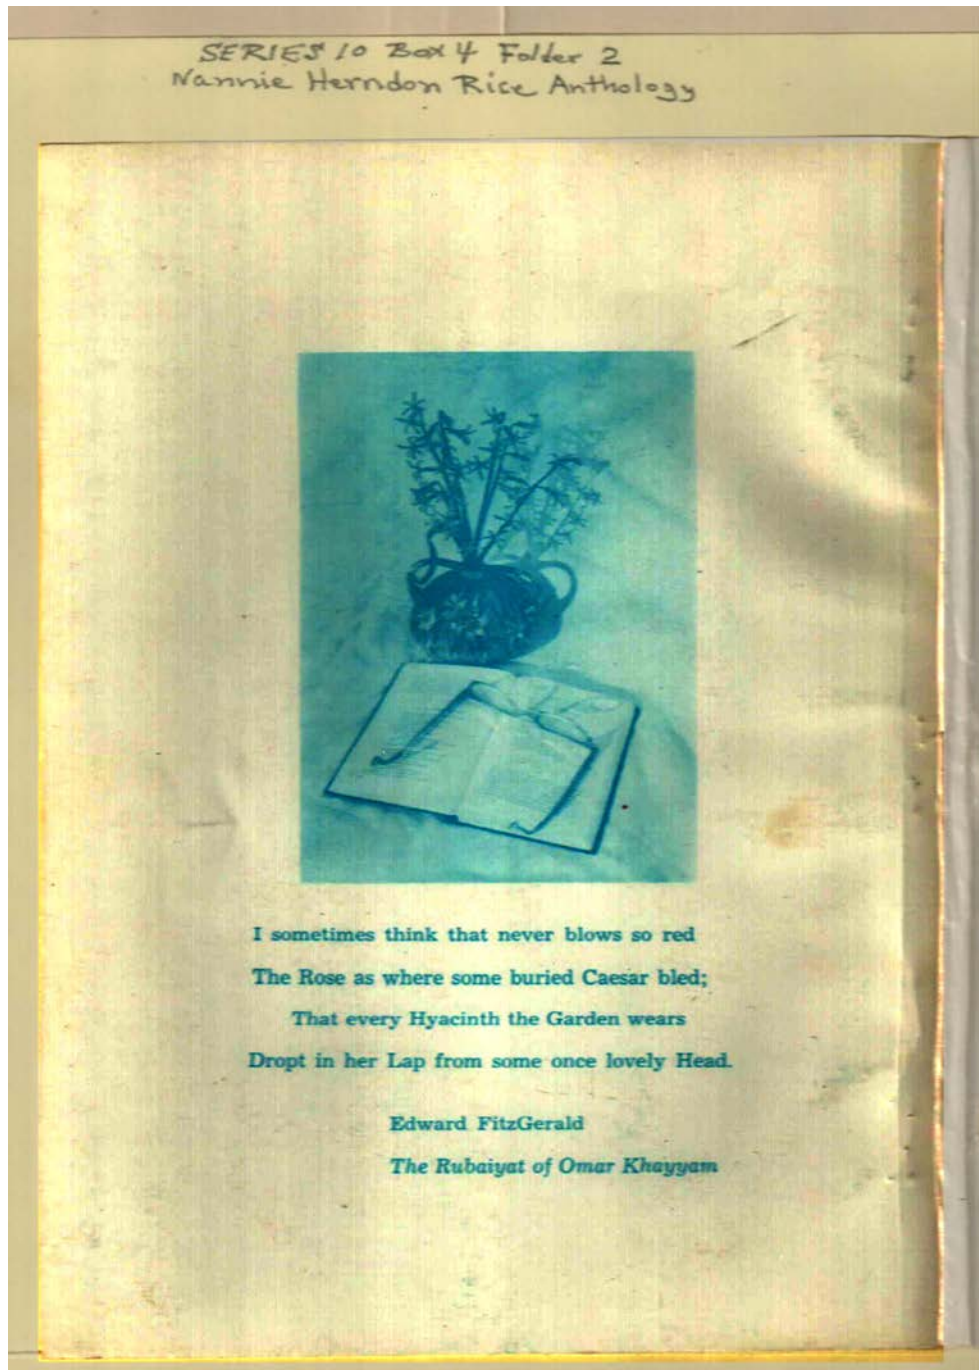 SERIES 10 Box 4 Folder 2
Nannie Herndon Rice Anthology
I sometimes think that never blows so red
The Rose as where some buried Caesar bled;
That every Hyacinth the Garden wears
Dropt in her Lap from some once lovely Head.
Edward FitzGerald
The Rubaiyat of Omar Khayyam